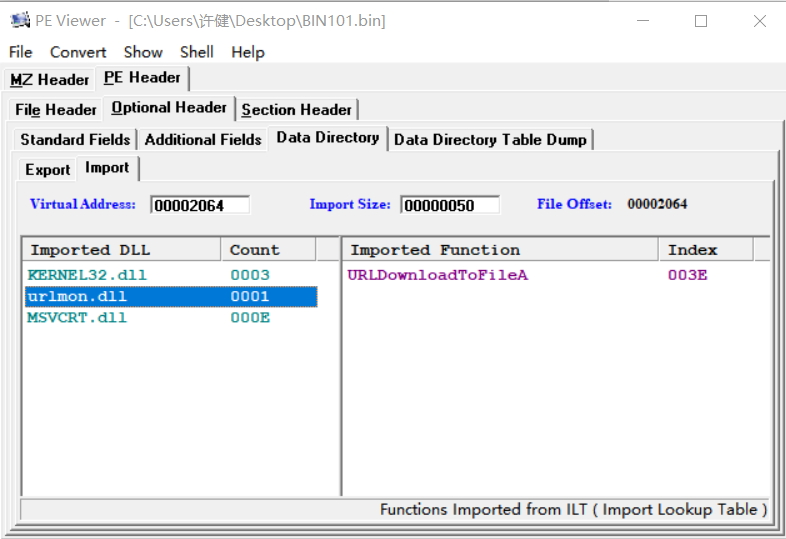 PE Viewer - [C:\Users\许健\Desktop\BIN101.bin]
File Convert Show Shell Help
MZ Header PE Header
File Header Optional Header Section Header
Standard Fields Additional Fields Data Directory Data Directory Table Dump
Export Import
Virtual Address: 00002064 Import Size: 00000050 File Offset: 00002064
Imported DLL Count Imported Function Index
KERNEL32.dll 0003 URLDownloadToFileA 003E
urlmon.dll 0001
MSVCRT.dll 000E
Functions Imported from ILT ( Import Lookup Table )